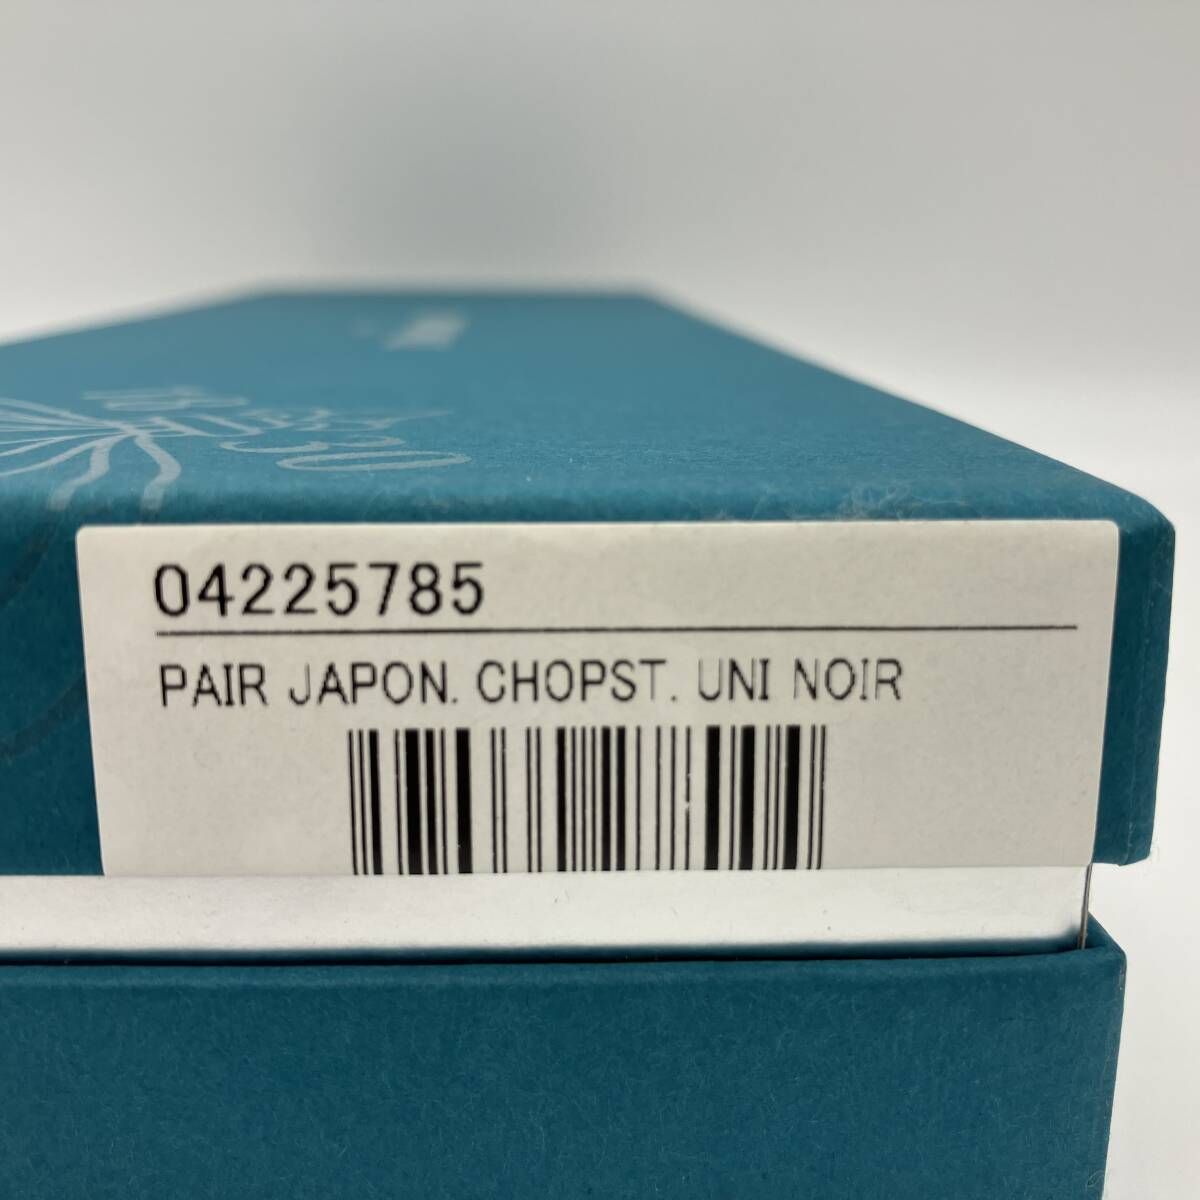 04225785
PAIR JAPON. CHOPST. UNI NOIR